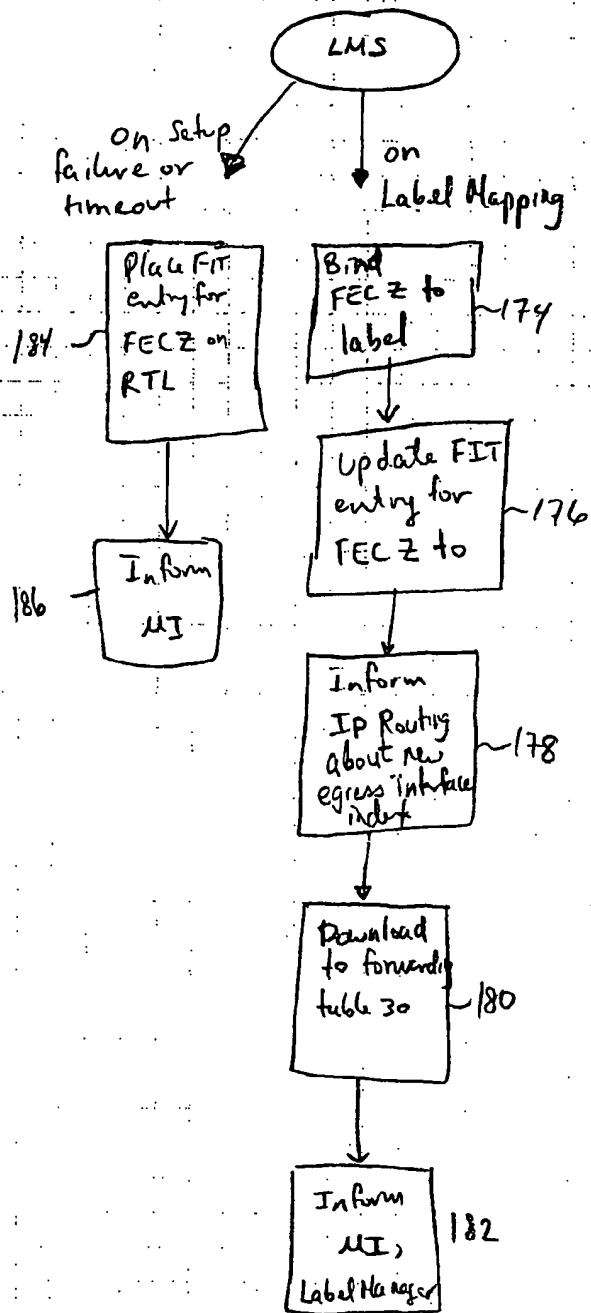 LMS
On Setup
failure or
timeout
on
Label Mapping
Place FIT
entry for
FEC Z on
RTL
184
Bind
FEC Z to
label
174
Update FIT
entry for
FEC Z to
176
Inform
MI
186
Inform
IP Routing
about new
egress interface
index
178
Download
to forwarding
table 30
180
Inform
MI,
Label Manager
182